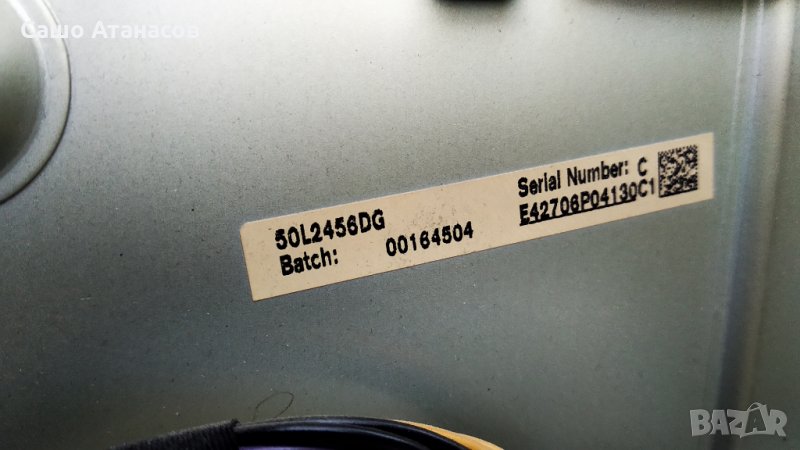 Сашо Атанасов
50L2456DG
Batch: 00164504
Serial Number: C
E42706P04130C1
BAZAR